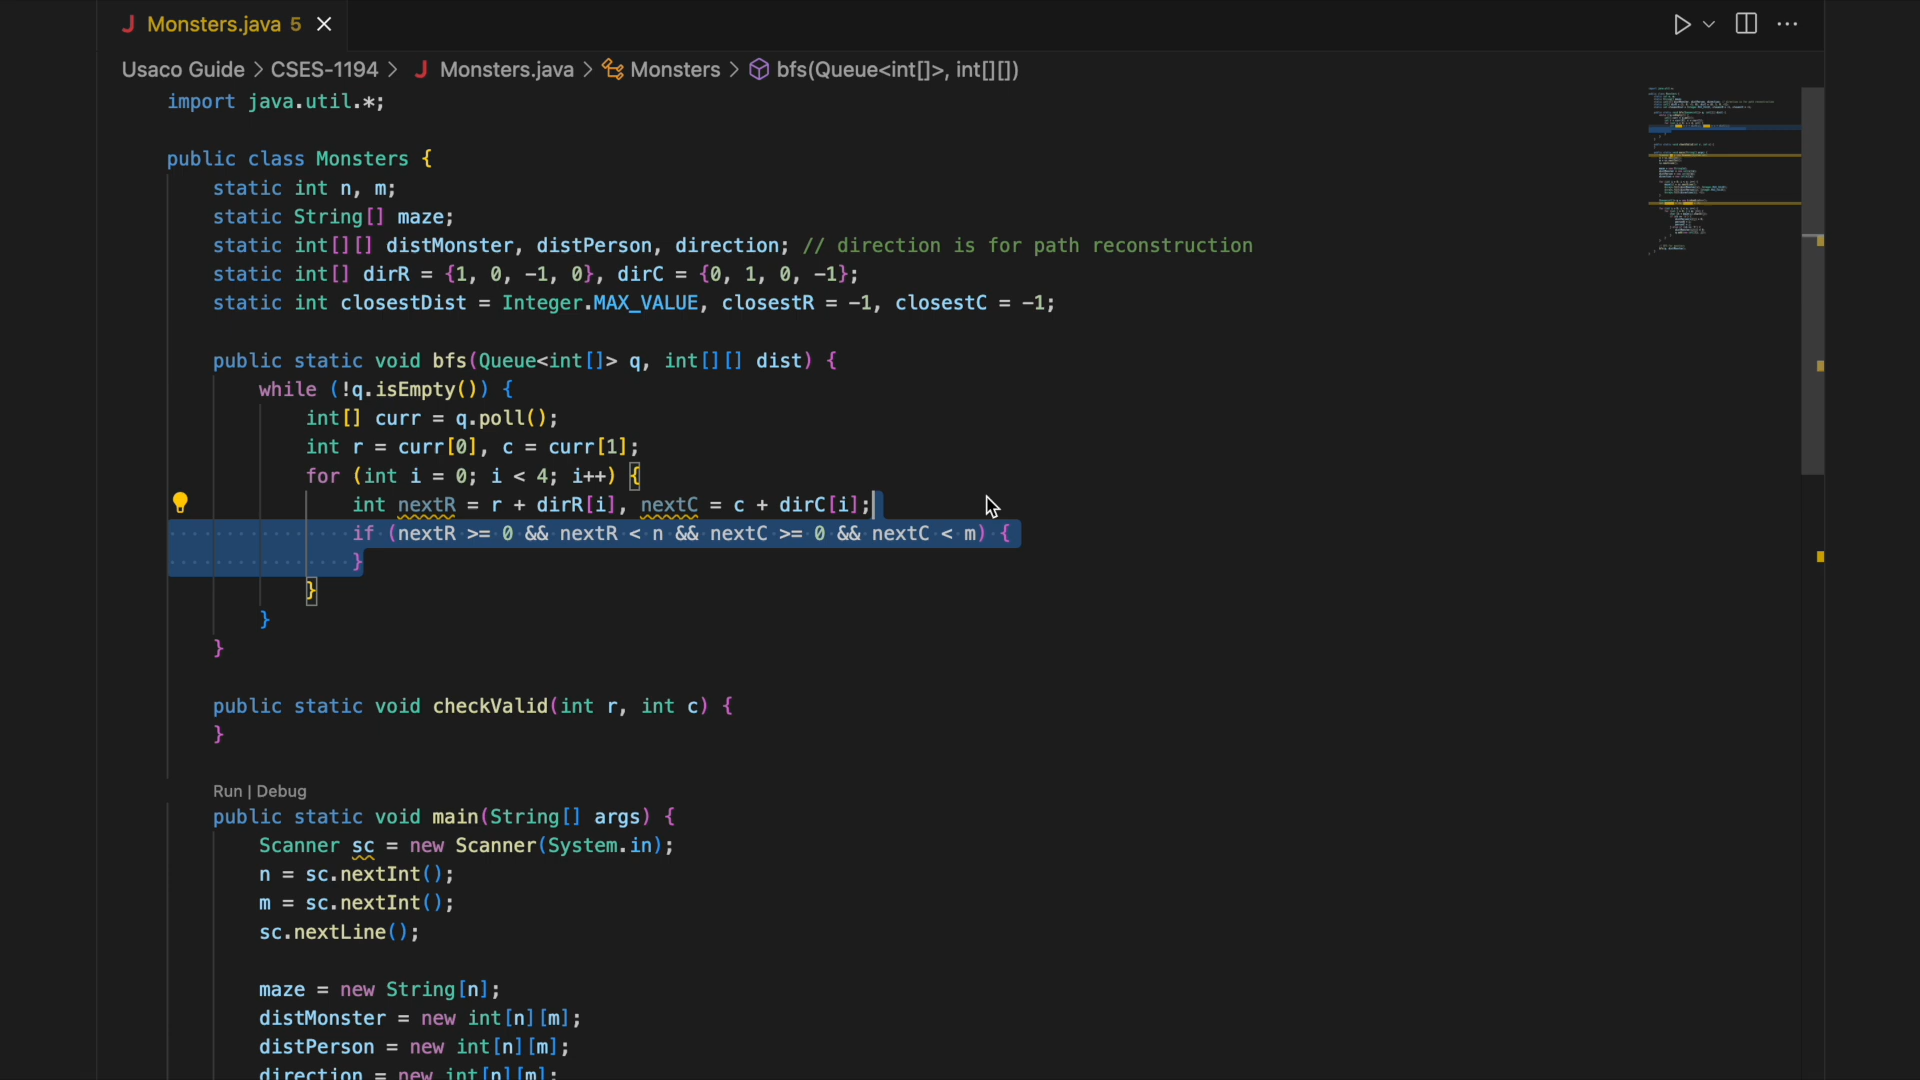 J Monsters.java 5
Usaco Guide > CSES-1194 > J Monsters.java > Monsters > bfs(Queue<int[]>, int[][])
import java.util.*;
public class Monsters {
static int n, m;
static String[] maze;
static int[][] distMonster, distPerson, direction; // direction is for path reconstruction
static int[] dirR = {1, 0, -1, 0}, dirC = {0, 1, 0, -1};
static int closestDist = Integer.MAX_VALUE, closestR = -1, closestC = -1;
public static void bfs(Queue<int[]> q, int[][] dist) {
while (!q.isEmpty()) {
int[] curr = q.poll();
int r = curr[0], c = curr[1];
for (int i = 0; i < 4; i++) {
int nextR = r + dirR[i], nextC = c + dirC[i];
if (nextR >= 0 && nextR < n && nextC >= 0 && nextC < m) {
}
}
}
}
public static void checkValid(int r, int c) {
}
Run | Debug
public static void main(String[] args) {
Scanner sc = new Scanner(System.in);
n = sc.nextInt();
m = sc.nextInt();
sc.nextLine();
maze = new String[n];
distMonster = new int[n][m];
distPerson = new int[n][m];
direction = new int[n][m];